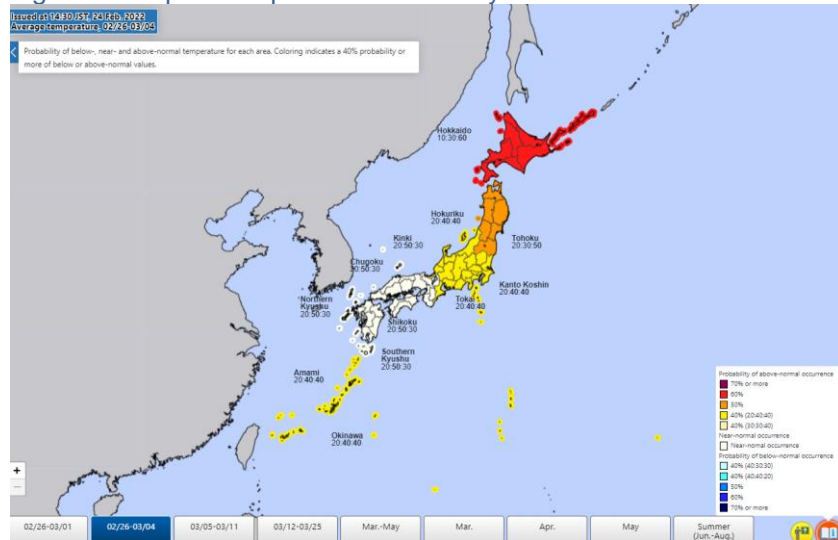 Issued at 14:30 JST, 24 Feb. 2022
Average temperature, 02/26-03/04
Probability of below-, near- and above-normal temperature for each area. Coloring indicates a 40% probability or
more of below or above-normal values.
Hokkaido
10:30:60
Hokuriku
20:40:40
Tohoku
20:30:50
Kinki
20:50:30
Chugoku
20:50:30
Kanto Koshin
20:40:40
Tokai
20:40:40
Northern
Kyushu
20:50:30
Shikoku
20:50:30
Southern
Kyushu
20:50:30
Amami
20:40:40
Okinawa
20:40:40
Probability of above-normal occurrence
70% or more
60%
50%
40% (20:40:40)
40% (30:30:40)
Near-normal occurrence
Near-normal occurrence
Probability of below-normal occurrence
40% (40:30:30)
40% (40:40:20)
50%
60%
70% or more
+
−
02/26-03/01
02/26-03/04
03/05-03/11
03/12-03/25
Mar.-May
Mar.
Apr.
May
Summer
(Jun.-Aug.)